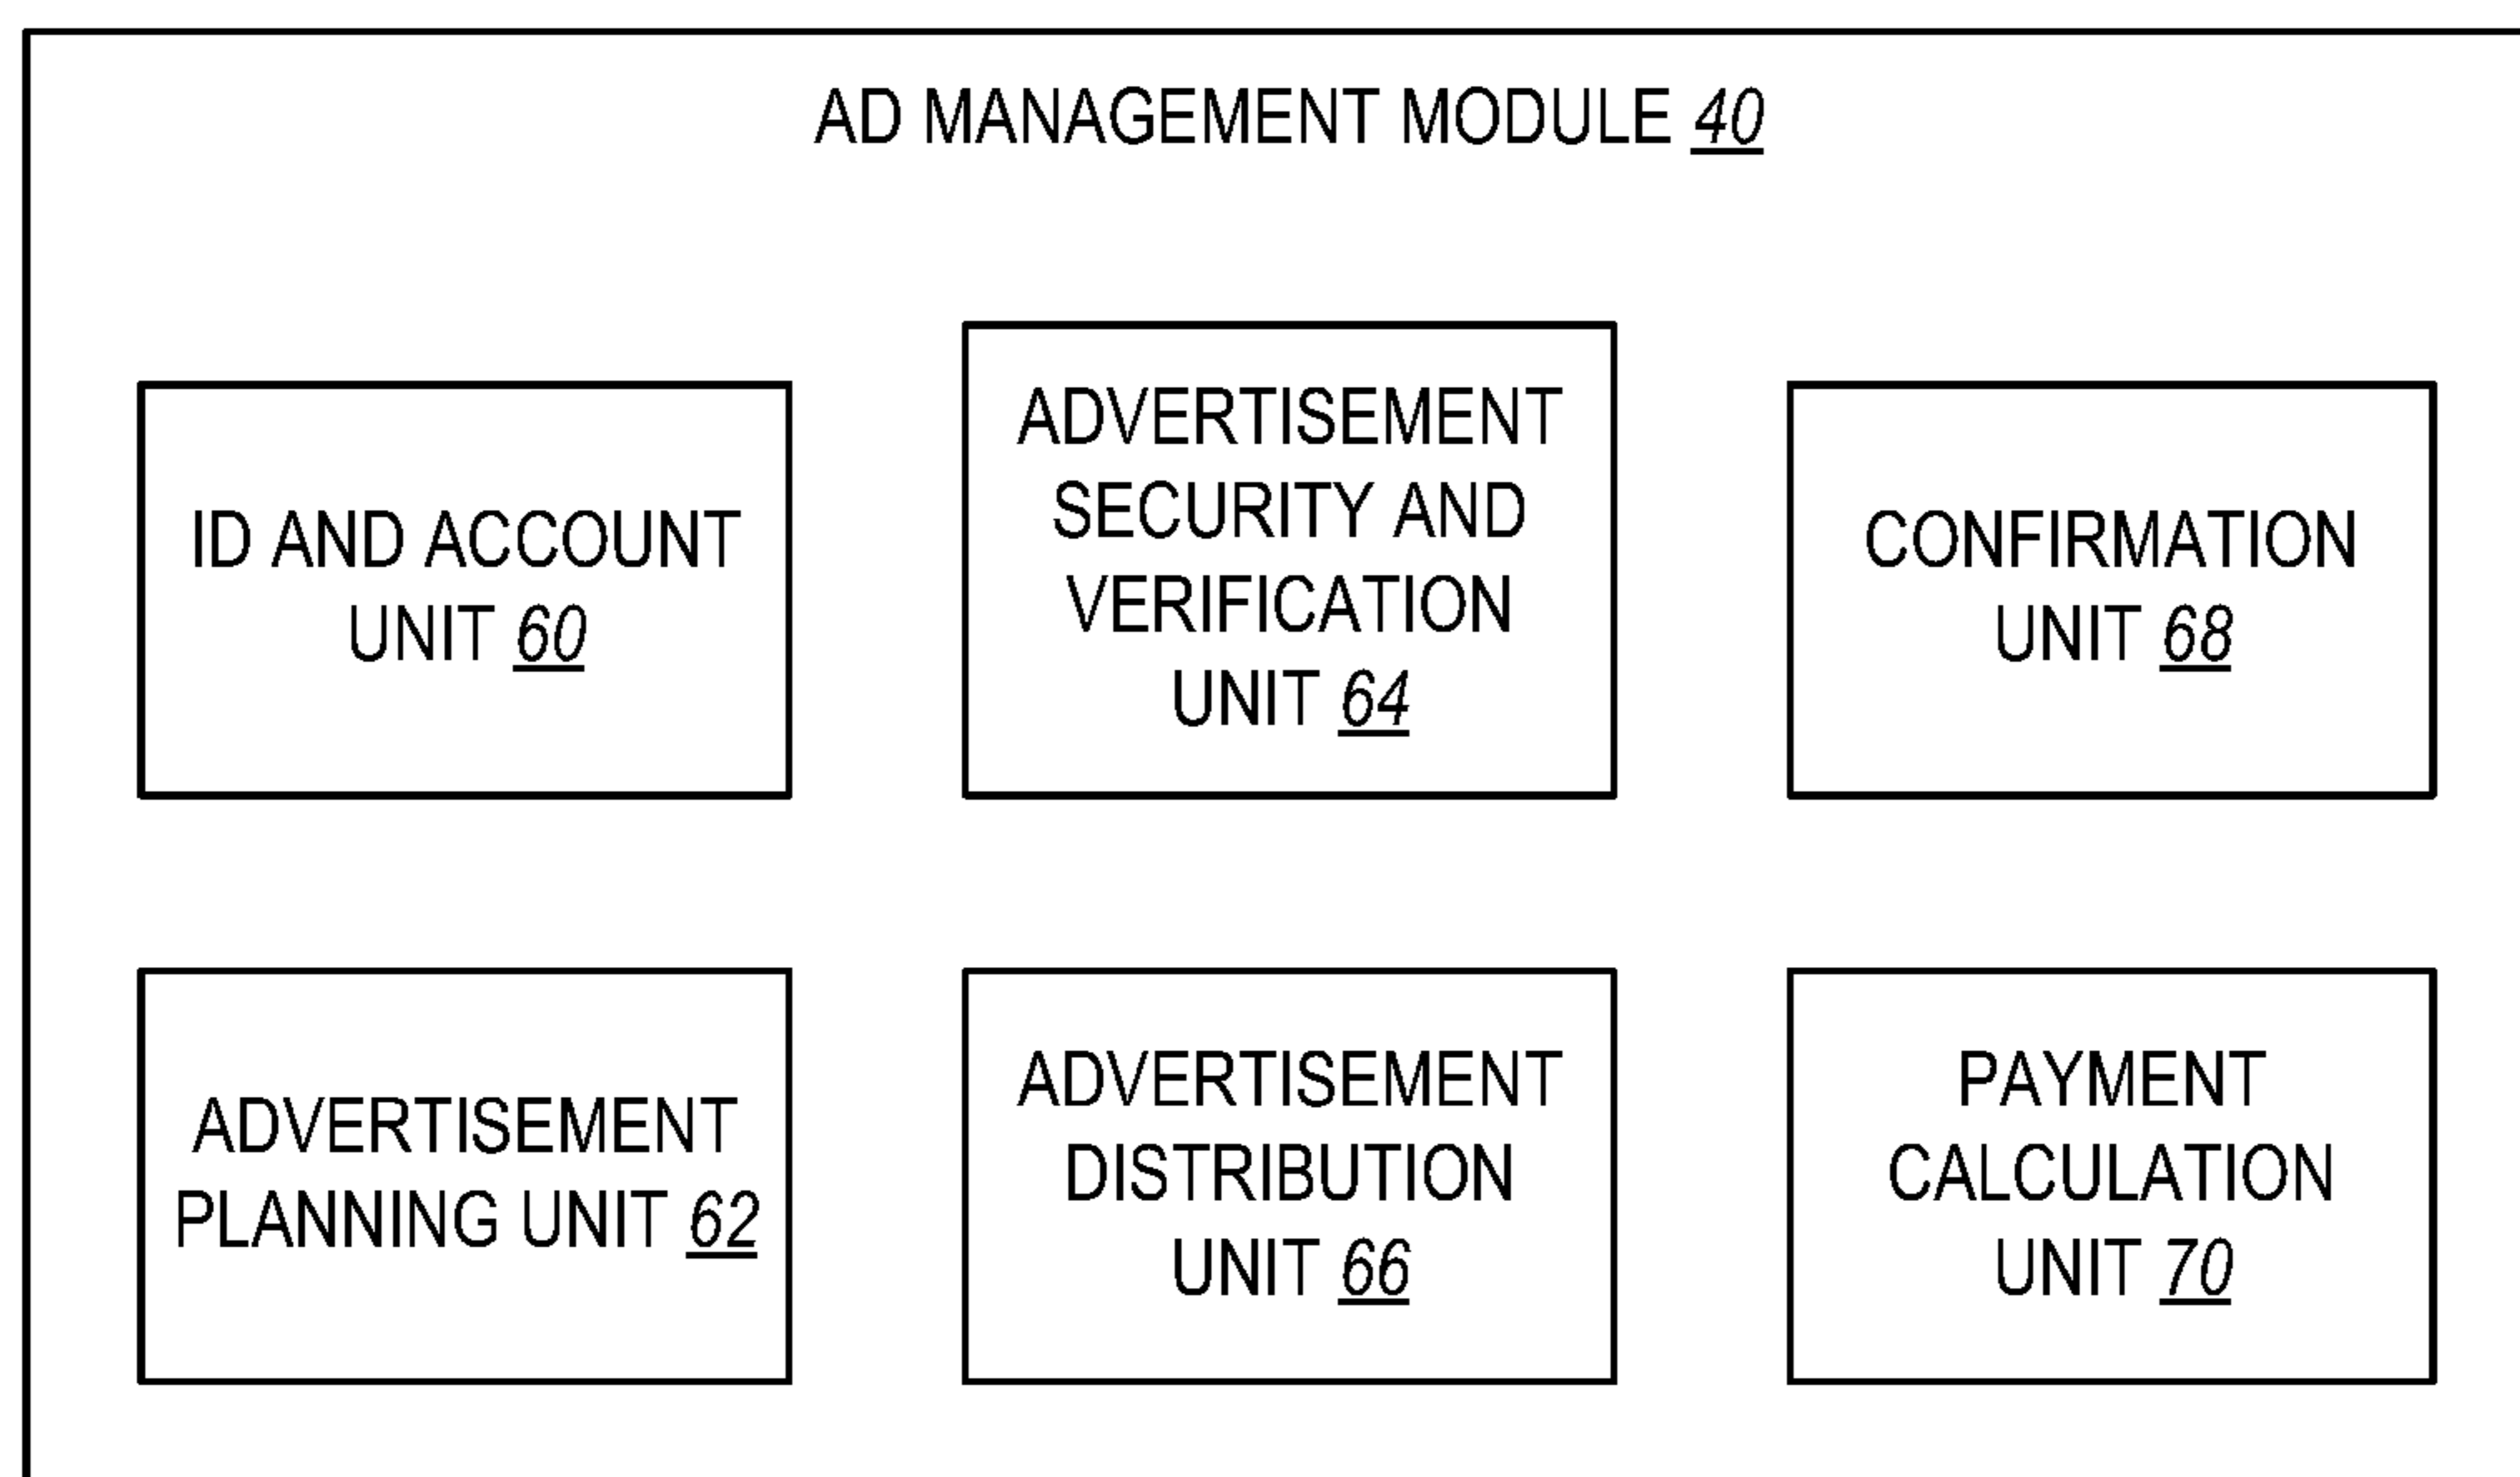 AD MANAGEMENT MODULE 40
ID AND ACCOUNT
UNIT 60
ADVERTISEMENT
SECURITY AND
VERIFICATION
UNIT 64
CONFIRMATION
UNIT 68
ADVERTISEMENT
PLANNING UNIT 62
ADVERTISEMENT
DISTRIBUTION
UNIT 66
PAYMENT
CALCULATION
UNIT 70